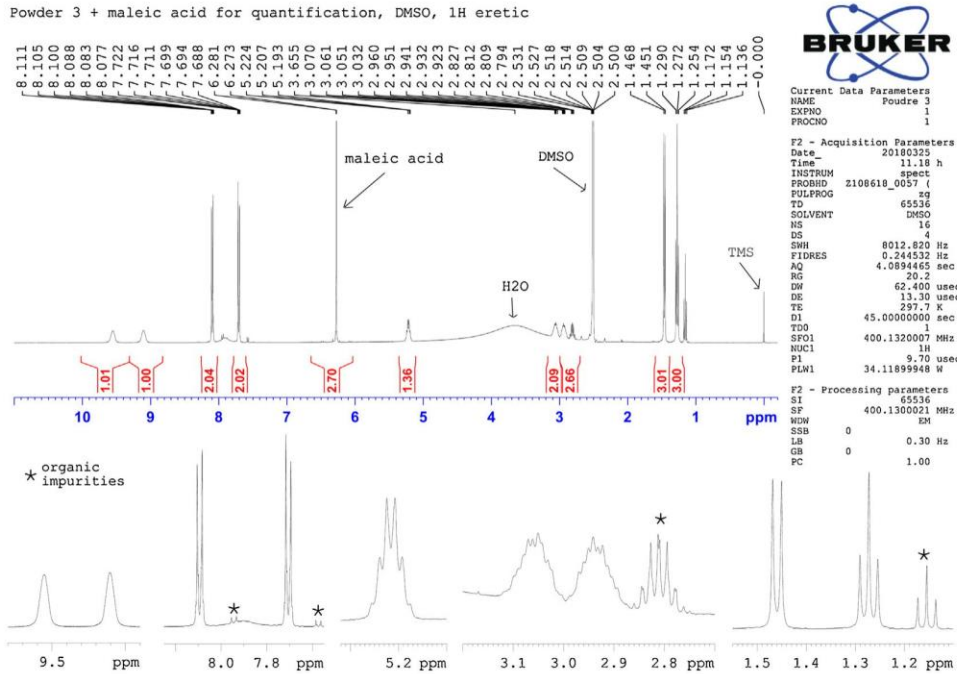 Powder 3 + maleic acid for quantification, DMSO, 1H eretic
8.111
8.105
8.100
8.088
8.083
8.077
7.722
7.716
7.711
7.699
7.694
7.688
6.281
6.273
5.224
5.207
5.193
3.555
3.070
3.061
3.051
3.032
2.960
2.951
2.941
2.932
2.923
2.827
2.812
2.809
2.794
2.531
2.527
2.518
2.514
2.509
2.504
2.500
1.468
1.451
1.290
1.272
1.254
1.172
1.154
1.136
-0.000
BRUKER
Current Data Parameters
NAME Poudre 3
EXPNO 1
PROCNO 1
F2 - Acquisition Parameters
Date_ 20180325
Time 11.18 h
INSTRUM spect
PROBHD Z108618_0057 (
PULPROG zg
TD 65536
SOLVENT DMSO
NS 16
DS 4
SWH 8012.820 Hz
FIDRES 0.244532 Hz
AQ 4.0894465 sec
RG 20.2
DW 62.400 usec
DE 13.30 usec
TE 297.7 K
D1 45.00000000 sec
TD0 1
SFO1 400.1320007 MHz
NUC1 1H
P1 9.70 usec
PLW1 34.11899948 W
F2 - Processing parameters
SI 65536
SF 400.1300021 MHz
WDW EM
SSB 0
LB 0.30 Hz
GB 0
PC 1.00
maleic acid
DMSO
TMS
H2O
1.01
1.00
2.04
2.02
2.70
1.36
2.09
2.66
3.01
3.00
10 9 8 7 6 5 4 3 2 1 ppm
* organic
impurities
*
*
*
*
9.5 ppm
8.0 7.8 ppm
5.2 ppm
3.1 3.0 2.9 2.8 ppm
1.5 1.4 1.3 1.2 ppm